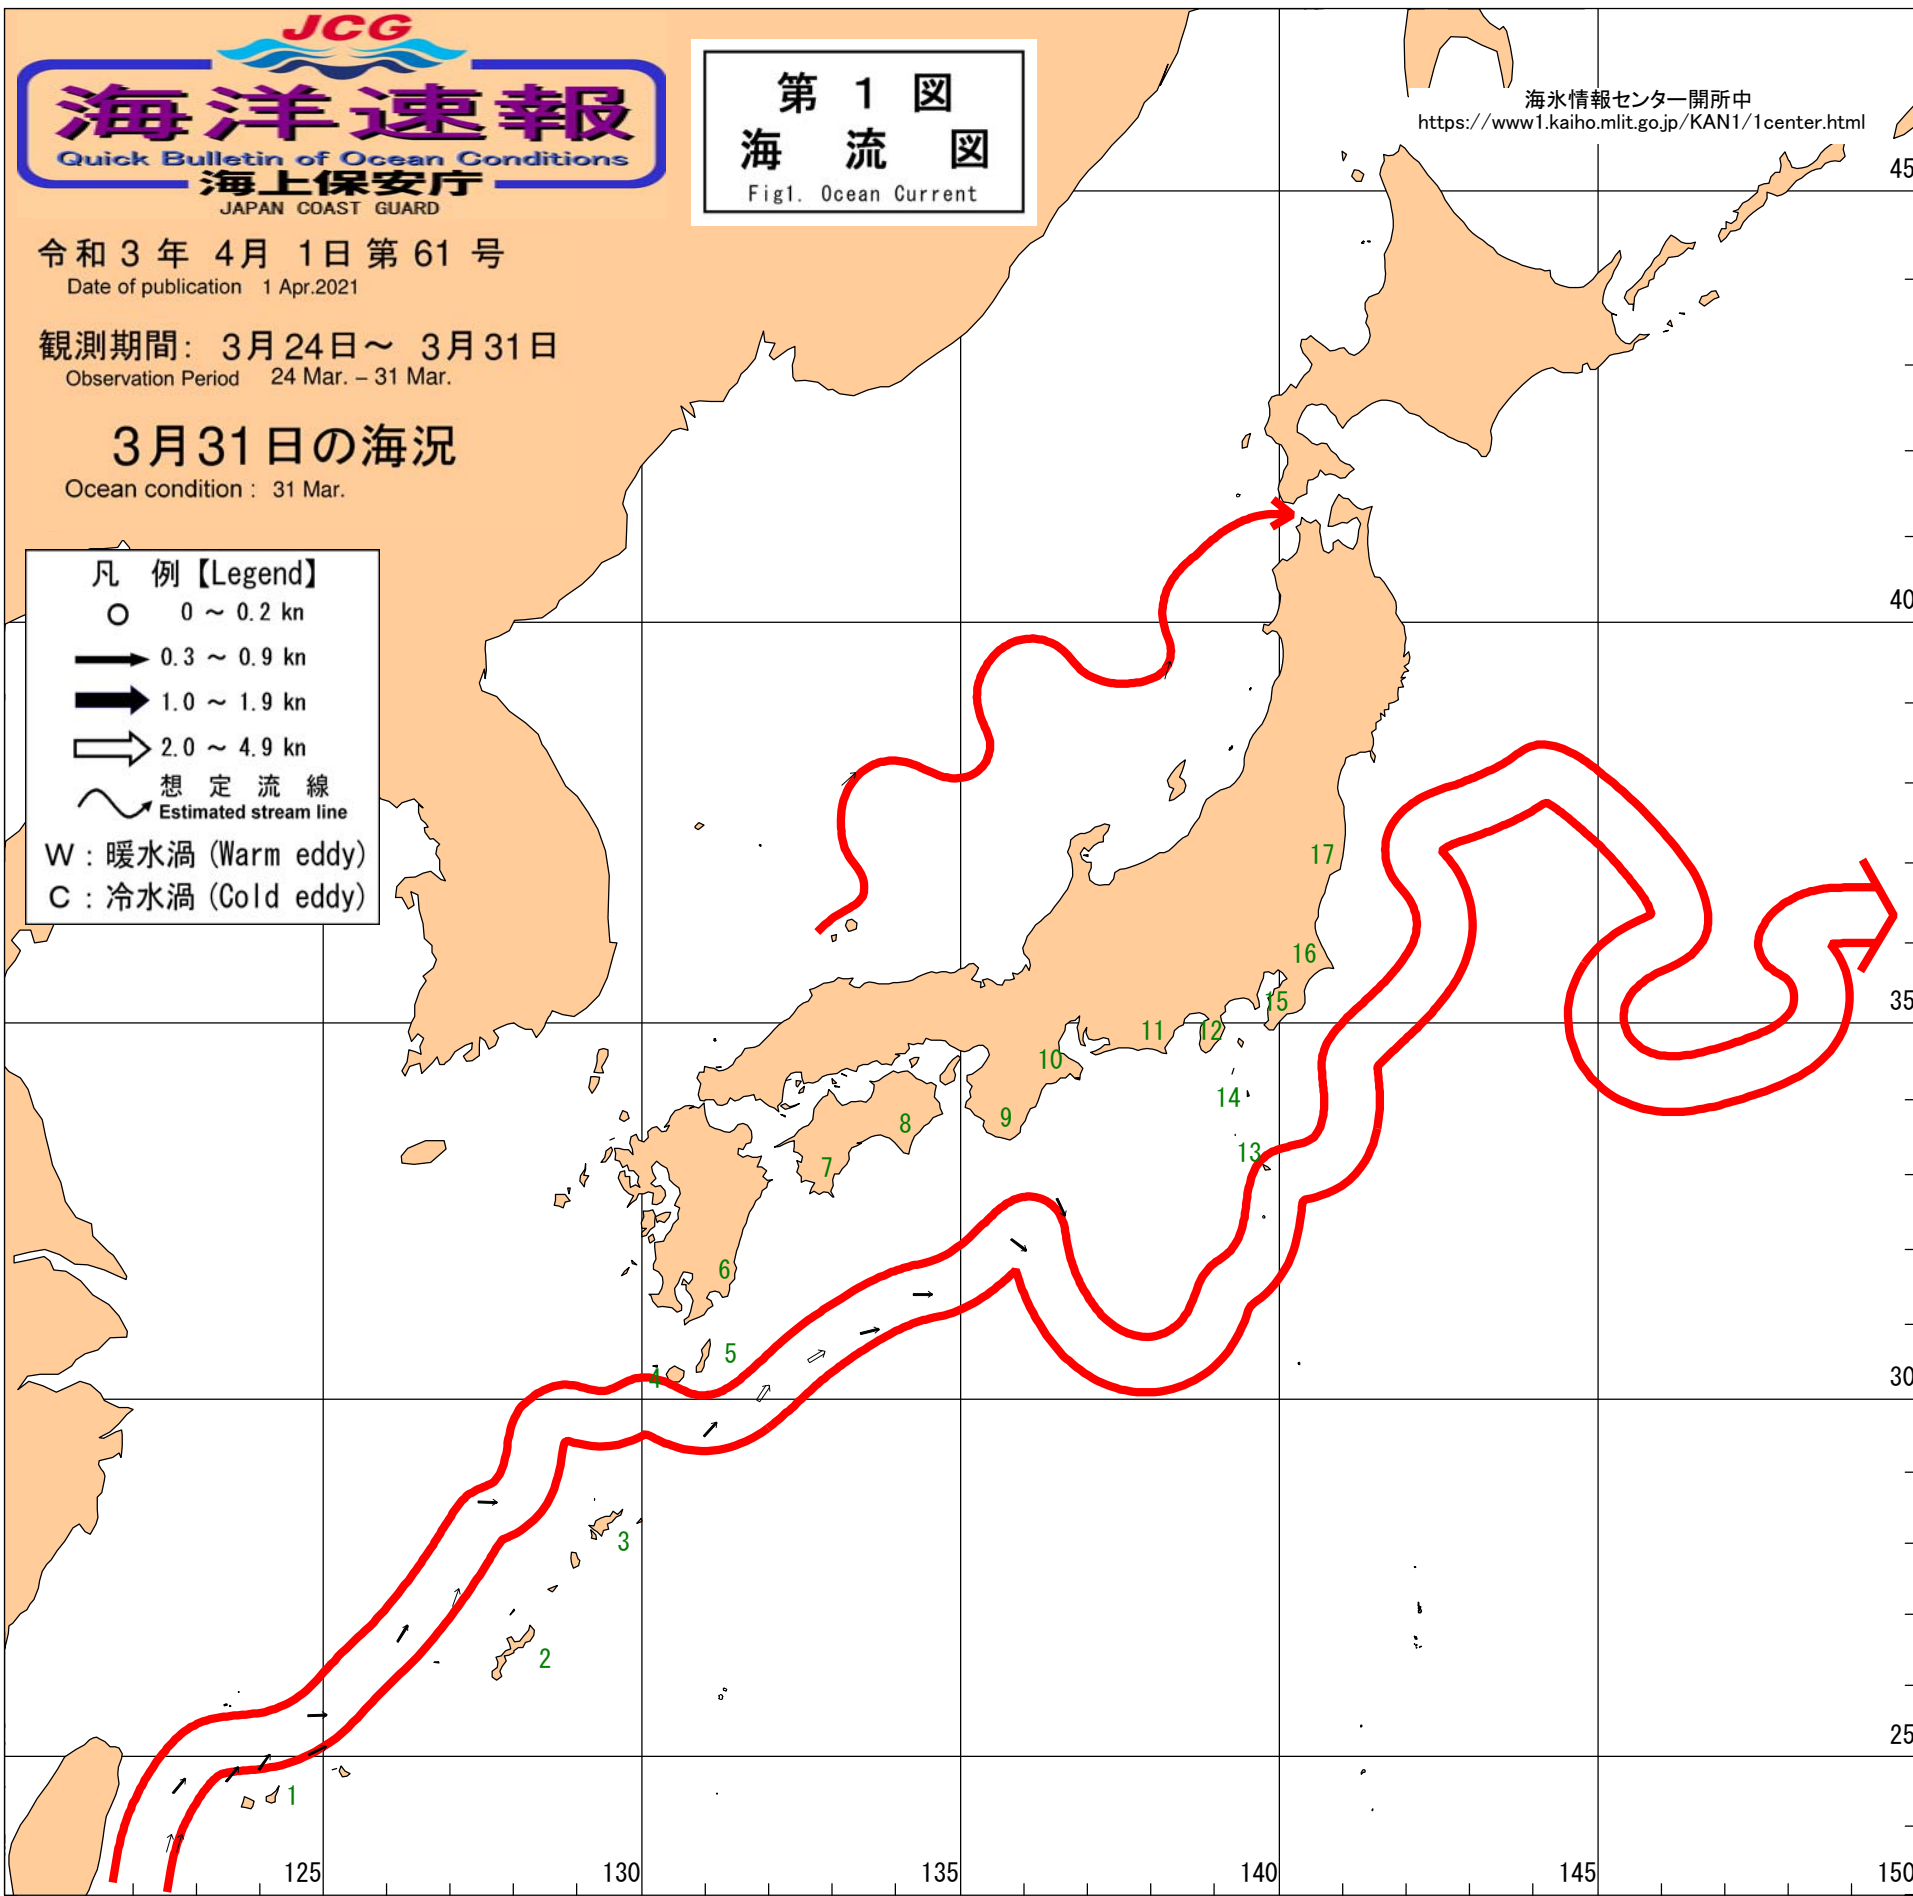 JCG
海洋速報
Quick Bulletin of Ocean Conditions
海上保安庁
JAPAN COAST GUARD
第 1 図
海 流 図
Fig1. Ocean Current
海氷情報センター開所中
https://www1.kaiho.mlit.go.jp/KAN1/1center.html
令和 3 年 4月 1日 第 61 号
Date of publication 1 Apr.2021
観測期間: 3月24日～ 3月31日
Observation Period 24 Mar. – 31 Mar.
3月31日の海況
Ocean condition : 31 Mar.
凡 例【Legend】
0 ～ 0.2 kn
0.3 ～ 0.9 kn
1.0 ～ 1.9 kn
2.0 ～ 4.9 kn
想 定 流 線
Estimated stream line
W : 暖水渦 (Warm eddy)
C : 冷水渦 (Cold eddy)
45
40
17
16
35
15
12
11
10
14
9
8
13
7
6
5
4
30
3
2
25
1
125
130
135
140
145
150